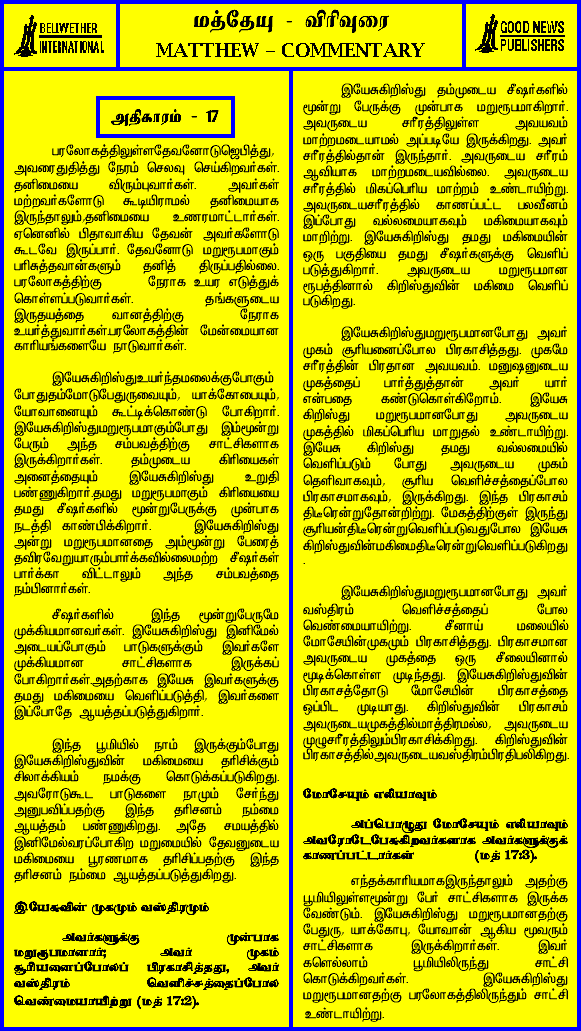 BELLWETHER
INTERNATIONAL
மத்தேயு - விரிவுரை
MATTHEW – COMMENTARY
GOOD NEWS
PUBLISHERS
அதிகாரம் - 17
பரலோகத்திலுள்ளதேவனோடுஜெபித்து,
அவரைதுதித்து நேரம் செலவு செய்கிறவர்கள்.
தனிமையை விரும்புவார்கள். அவர்கள்
மற்றவர்களோடு கூடியிராமல் தனிமையாக
இருந்தாலும்,தனிமையை உணரமாட்டார்கள்.
ஏனெனில் பிதாவாகிய தேவன் அவர்களோடு
கூடவே இருப்பார். தேவனோடு மறுரூபமாகும்
பரிசுத்தவான்களும் தனித் திருப்பதில்லை.
பரலோகத்திற்கு நேராக உயர எடுத்துக்
கொள்ளப்படுவார்கள். தங்களுடைய
இருதயத்தை வானத்திற்கு நேராக
உயர்த்துவார்கள்.பரலோகத்தின் மேன்மையான
காரியங்களையே நாடுவார்கள்.
இயேசுகிறிஸ்துஉயர்ந்தமலைக்குபோகும்
போதுதம்மோடுபேதுருவையும், யாக்கோபையும்,
யோவானையும் கூட்டிக்கொண்டு போகிறார்.
இயேசுகிறிஸ்துமறுரூபமாகும்போது இம்மூன்று
பேரும் அந்த சம்பவத்திற்கு சாட்சிகளாக
இருக்கிறார்கள். தம்முடைய கிரியைகள்
அனைத்தையும் இயேசுகிறிஸ்து உறுதி
பண்ணுகிறார்.தமது மறுரூபமாகும் கிரியையை
தமது சீஷர்களில் மூன்றுபேருக்கு முன்பாக
நடத்தி காண்பிக்கிறார். இயேசுகிறிஸ்து
அன்று மறுரூபமானதை அம்மூன்று பேரைத்
தவிரவேறுயாரும்பார்க்கவில்லைமற்ற சீஷர்கள்
பார்க்கா விட்டாலும் அந்த சம்பவத்தை
நம்பினார்கள்.
சீஷர்களில் இந்த மூன்றுபேருமே
முக்கியமானவர்கள். இயேசுகிறிஸ்து இனிமேல்
அடையப்போகும் பாடுகளுக்கும் இவர்களே
முக்கியமான சாட்சிகளாக இருக்கப்
போகிறார்கள்.அதற்காக இயேசு இவர்களுக்கு
தமது மகிமையை வெளிப்படுத்தி, இவர்களை
இப்போதே ஆயத்தப்படுத்துகிறார்.
இந்த பூமியில் நாம் இருக்கும்போது
இயேசுகிறிஸ்துவின் மகிமையை தரிசிக்கும்
சிலாக்கியம் நமக்கு கொடுக்கப்படுகிறது.
அவரோடுகூட பாடுகளை நாமும் சேர்ந்து
அனுபவிப்பதற்கு இந்த தரிசனம் நம்மை
ஆயத்தம் பண்ணுகிறது. அதே சமயத்தில்
இனிமேல்வரப்போகிற மறுமையில் தேவனுடைய
மகிமையை பூரணமாக தரிசிப்பதற்கு இந்த
தரிசனம் நம்மை ஆயத்தப்படுத்துகிறது.
இயேசுவின் முகமும் வஸ்திரமும்
அவர்களுக்கு முன்பாக
மறுரூபமானார்; அவர் முகம்
சூரியனைப்போலப் பிரகாசித்தது, அவர்
வஸ்திரம் வெளிச்சத்தைப்போல
வெண்மையாயிற்று (மத் 17:2).
இயேசுகிறிஸ்து தம்முடைய சீஷர்களில்
மூன்று பேருக்கு முன்பாக மறுரூபமாகிறார்.
அவருடைய சரீரத்திலுள்ள அவயவம்
மாற்றமடையாமல் அப்படியே இருக்கிறது. அவர்
சரீரத்தில்தான் இருந்தார். அவருடைய சரீரம்
ஆவியாக மாற்றமடையவில்லை. அவருடைய
சரீரத்தில் மிகப்பெரிய மாற்றம் உண்டாயிற்று.
அவருடையசரீரத்தில் காணப்பட்ட பலவீனம்
இப்போது வல்லமையாகவும் மகிமையாகவும்
மாறிற்று. இயேசுகிறிஸ்து தமது மகிமையின்
ஒரு பகுதியை தமது சீஷர்களுக்கு வெளிப்
படுத்துகிறார். அவருடைய மறுரூபமான
ரூபத்தினால் கிறிஸ்துவின் மகிமை வெளிப்
படுகிறது.
இயேசுகிறிஸ்துமறுரூபமானபோது அவர்
முகம் சூரியனைப்போல பிரகாசித்தது. முகமே
சரீரத்தின் பிரதான அவயவம். மனுஷனுடைய
முகத்தைப் பார்த்துத்தான் அவர் யார்
என்பதை கண்டுகொள்கிறோம். இயேசு
கிறிஸ்து மறுரூபமானபோது அவருடைய
முகத்தில் மிகப்பெரிய மாறுதல் உண்டாயிற்று.
இயேசு கிறிஸ்து தமது வல்லமையில்
வெளிப்படும் போது அவருடைய முகம்
தெளிவாகவும், சூரிய வெளிச்சத்தைப்போல
பிரகாசமாகவும், இருக்கிறது. இந்த பிரகாசம்
திடீரென்றுதோன்றிற்று. மேகத்திற்குள் இருந்து
சூரியன்திடீரென்றுவெளிப்படுவதுபோல இயேசு
கிறிஸ்துவின்மகிமைதிடீரென்றுவெளிப்படுகிறது
.
இயேசுகிறிஸ்துமறுரூபமானபோது அவர்
வஸ்திரம் வெளிச்சத்தைப் போல
வெண்மையாயிற்று. சீனாய் மலையில்
மோசேயின்முகமும் பிரகாசித்தது. பிரகாசமான
அவருடைய முகத்தை ஒரு சீலையினால்
மூடிக்கொள்ள முடிந்தது. இயேசுகிறிஸ்துவின்
பிரகாசத்தோடு மோசேயின் பிரகாசத்தை
ஒப்பிட முடியாது. கிறிஸ்துவின் பிரகாசம்
அவருடையமுகத்தில்மாத்திரமல்ல, அவருடைய
முழுசரீரத்திலும்பிரகாசிக்கிறது. கிறிஸ்துவின்
பிரகாசத்தில்அவருடையவஸ்திரம்பிரதிபலிகிறது.
மோசேயும் எலியாவும்
அப்பொழுது மோசேயும் எலியாவும்
அவரோடேபேசுகிறவர்களாக அவர்களுக்குக்
காணப்பட்டார்கள் (மத் 17:3).
எந்தக்காரியமாகஇருந்தாலும் அதற்கு
பூமியிலுள்ளமூன்று பேர் சாட்சிகளாக இருக்க
வேண்டும். இயேசுகிறிஸ்து மறுரூபமானதற்கு
பேதுரு, யாக்கோபு, யோவான் ஆகிய மூவரும்
சாட்சிகளாக இருக்கிறார்கள். இவர்
களெல்லாம் பூமியிலிருந்து சாட்சி
கொடுக்கிறவர்கள். இயேசுகிறிஸ்து
மறுரூபமானதற்கு பரலோகத்திலிருந்தும் சாட்சி
உண்டாயிற்று.